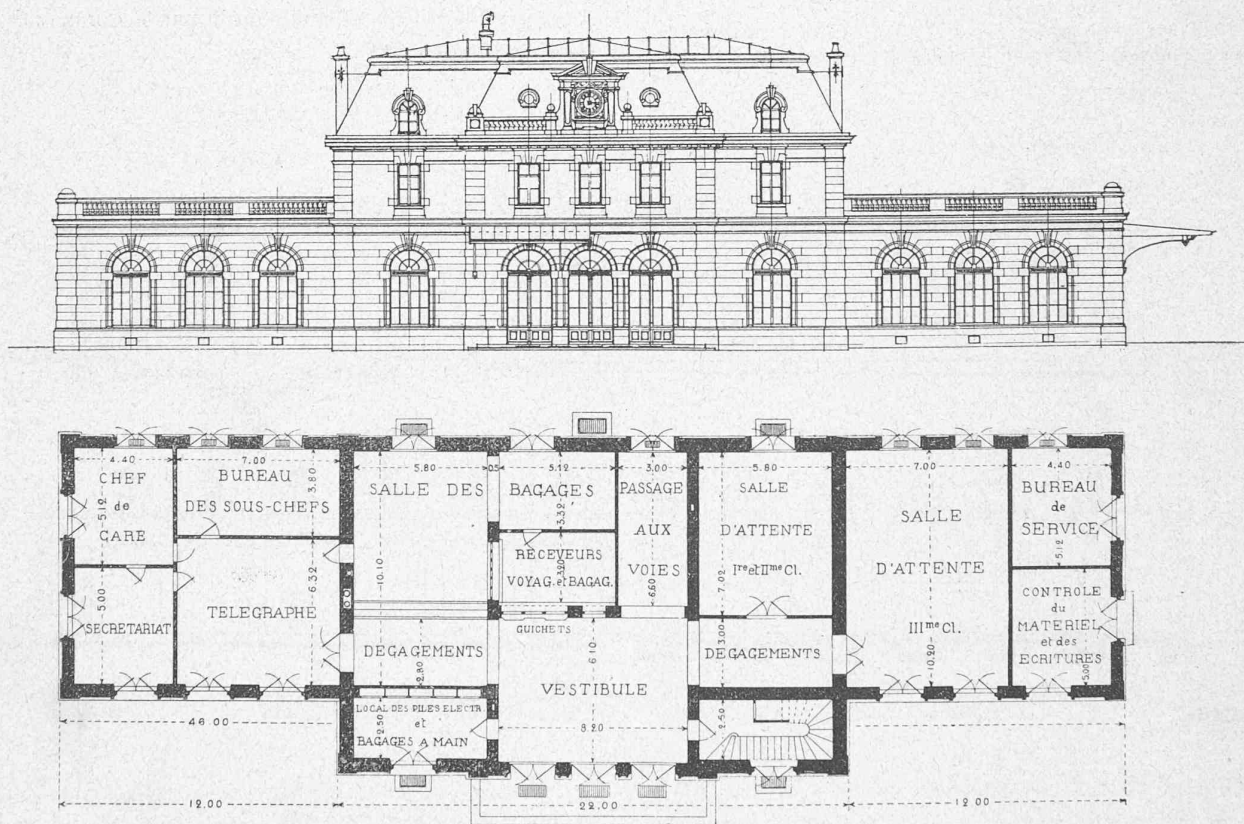 4.40
7.00
5.80
05
5.12
3.00
5.80
7.00
4.40
CHEF
de
GARE
5.12
BUREAU
DES SOUS-CHEFS
3.80
SALLE DES
BAGAGES
3.32
PASSAGE
AUX
VOIES
6.60
SALLE
D'ATTENTE
Ire et IIme Cl.
7.02
SALLE
D'ATTENTE
IIIme Cl.
10.20
BUREAU
de
SERVICE
5.12
10.10
RECEVEURS
VOYAG. et BAGAG.
3.20
GUICHETS
5.00
SECRETARIAT
TELEGRAPHE
6.32
DEGAGEMENTS
2.80
VESTIBULE
6.10
8.20
DEGAGEMENTS
3.00
CONTROLE
du
MATERIEL
et des
ECRITURES
5.00
LOCAL DES PILES ELECTR
et
BAGAGES A MAIN
2.50
2.50
46.00
12.00
22.00
12 00